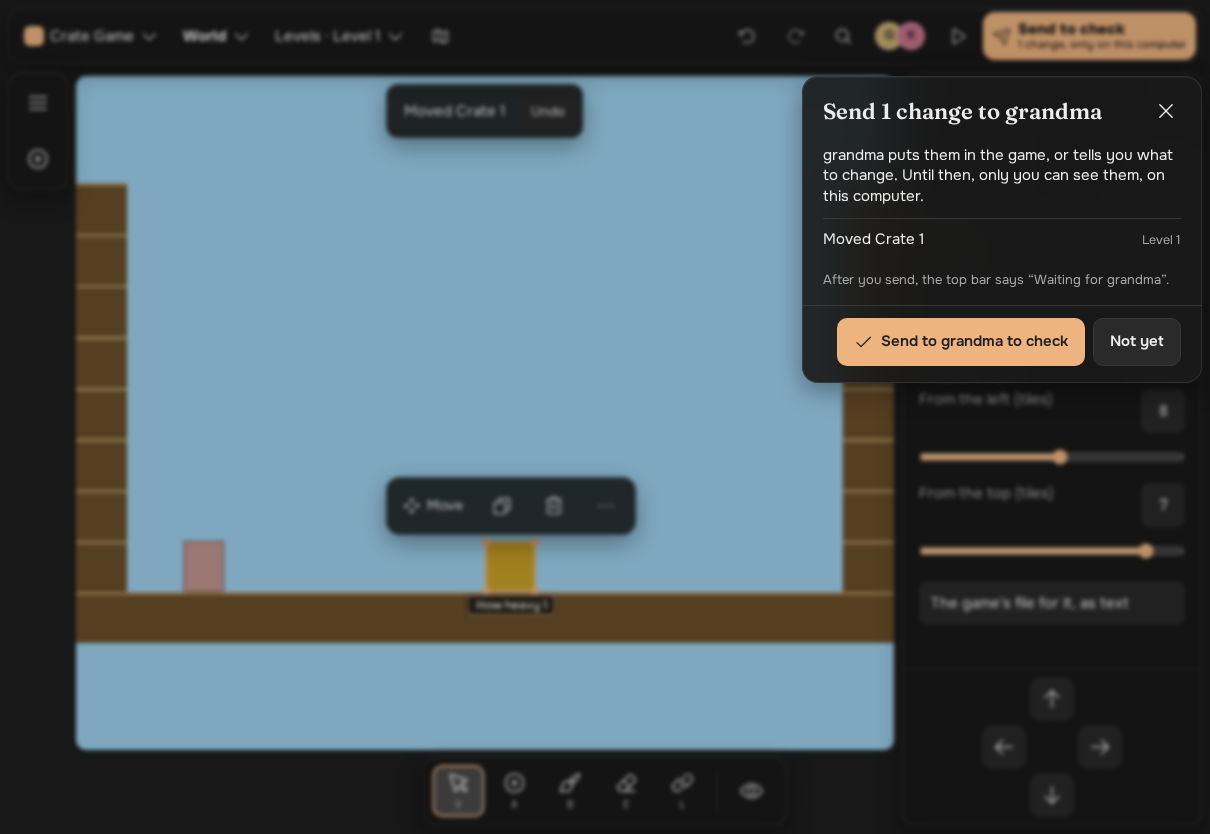 Crate Game
World
Levels · Level 1
Send to check
1 change, only on this computer
Moved Crate 1
Undo
Send 1 change to grandma
grandma puts them in the game, or tells you what
to change. Until then, only you can see them, on
this computer.
Moved Crate 1
Level 1
After you send, the top bar says “Waiting for grandma”.
Send to grandma to check
Not yet
From the left (tiles)
8
From the top (tiles)
7
The game's file for it, as text
Move
How heavy 1
B
E
L